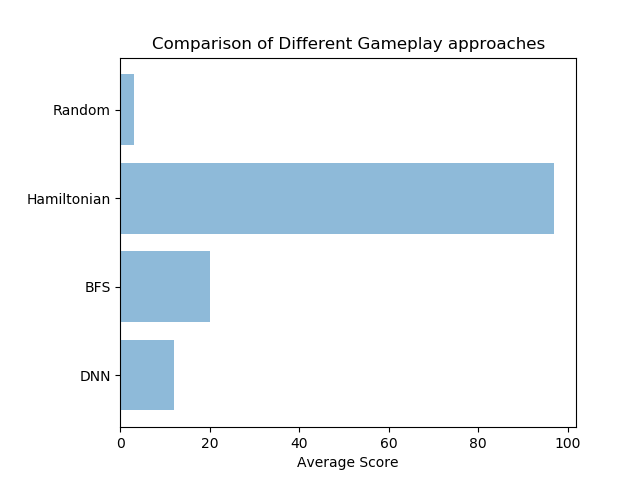 Comparison of Different Gameplay approaches
Random
Hamiltonian
BFS
DNN
0 20 40 60 80 100
Average Score